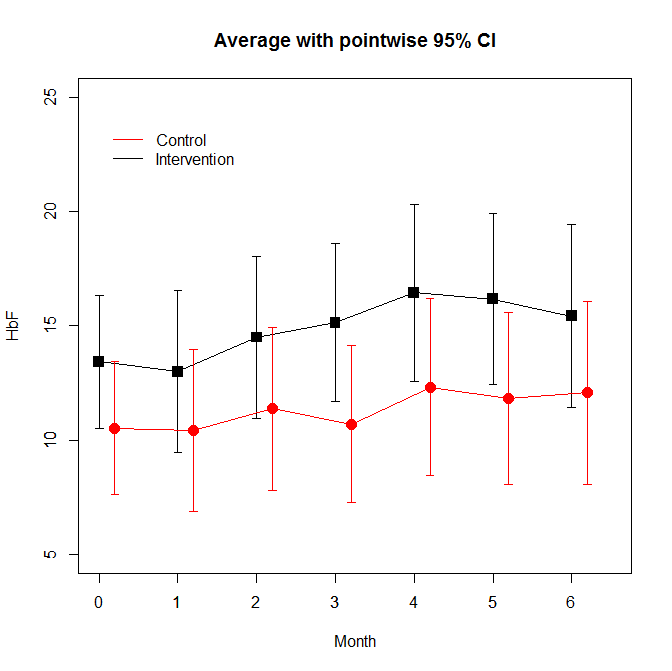 Average with pointwise 95% CI
25
20
15
10
5
HbF
Control
Intervention
0 1 2 3 4 5 6
Month